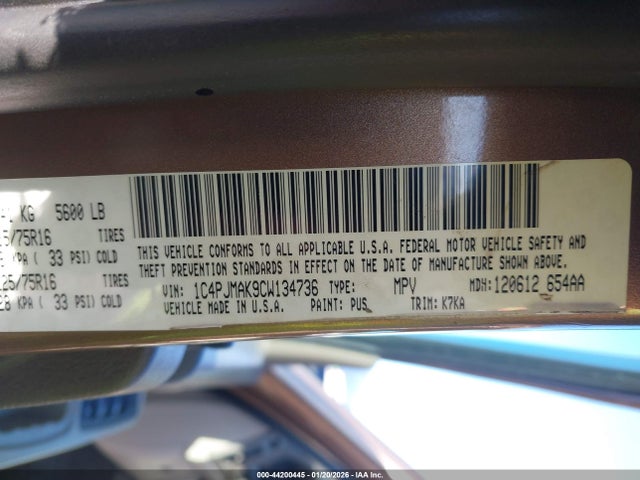 KG 5600 LB
5/75R16 TIRES
KPA ( 33 PSI) COLD
25/75R16 TIRES
28 KPA ( 33 PSI) COLD
THIS VEHICLE CONFORMS TO ALL APPLICABLE U.S.A. FEDERAL MOTOR VEHICLE SAFETY AND
THEFT PREVENTION STANDARDS IN EFFECT ON THE DATE OF MANUFACTURE SHOWN ABOVE.
VIN: 1C4PJMAK9CW134736 TYPE: MPV MDH: 120612 654AA
VEHICLE MADE IN U.S.A. PAINT: PUS TRIM: K7KA
000-44200445 - 01/20/2026 - IAA Inc.